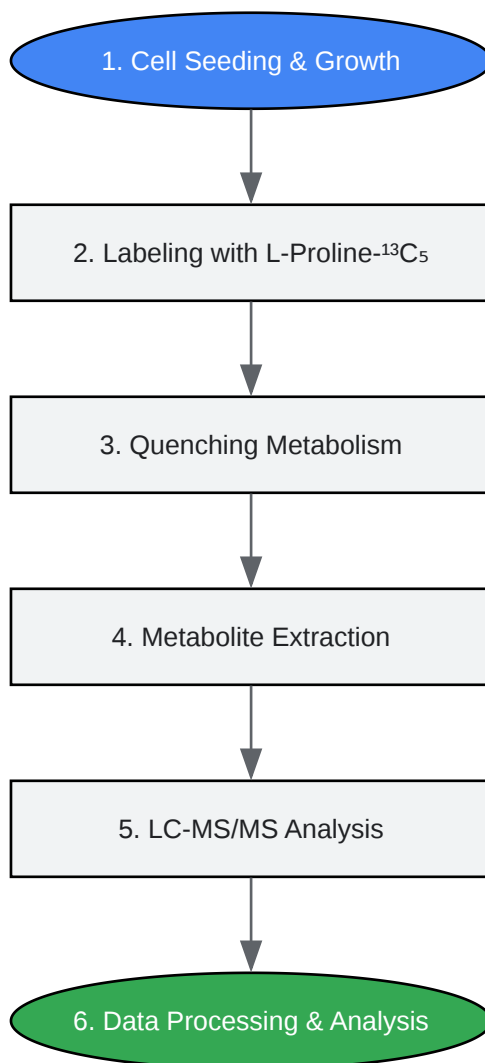 1. Cell Seeding & Growth
2. Labeling with L-Proline-¹³C₅
3. Quenching Metabolism
4. Metabolite Extraction
5. LC-MS/MS Analysis
6. Data Processing & Analysis